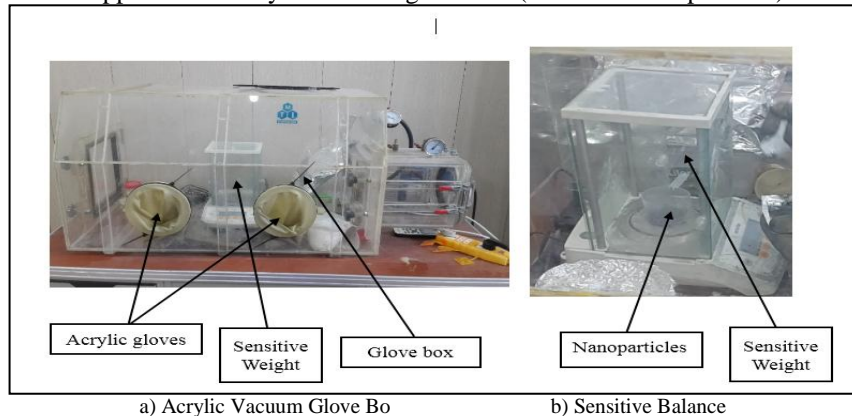 |
Acrylic gloves
Sensitive
Weight
Glove box
Nanoparticles
Sensitive
Weight
a) Acrylic Vacuum Glove Bo
b) Sensitive Balance